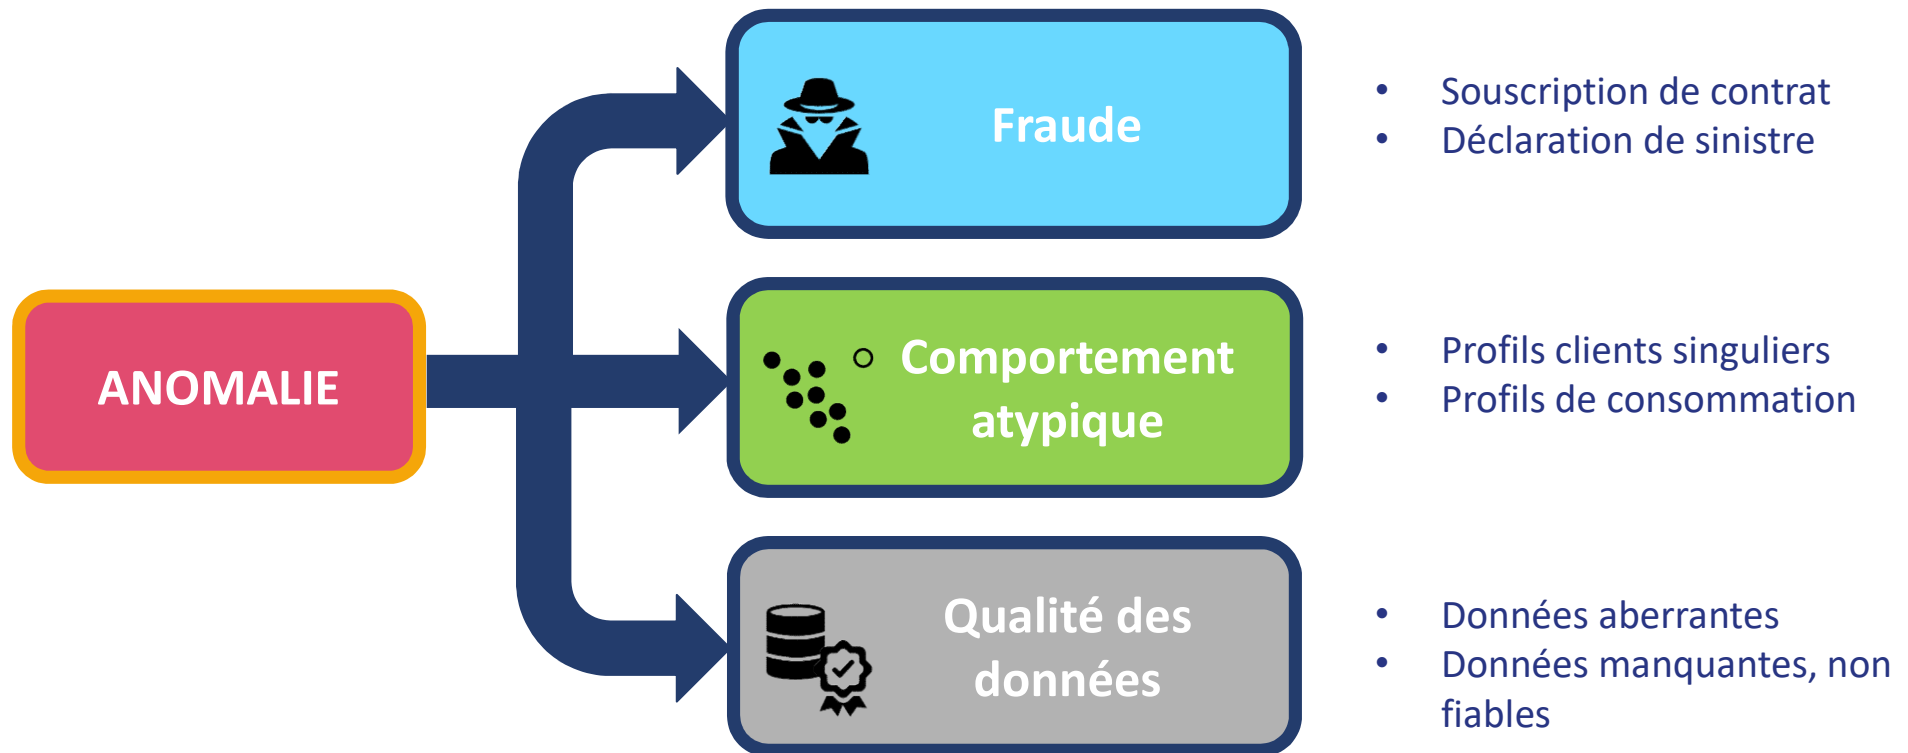 ANOMALIE
Fraude
• Souscription de contrat
• Déclaration de sinistre
Comportement
atypique
• Profils clients singuliers
• Profils de consommation
Qualité des
données
• Données aberrantes
• Données manquantes, non
fiables